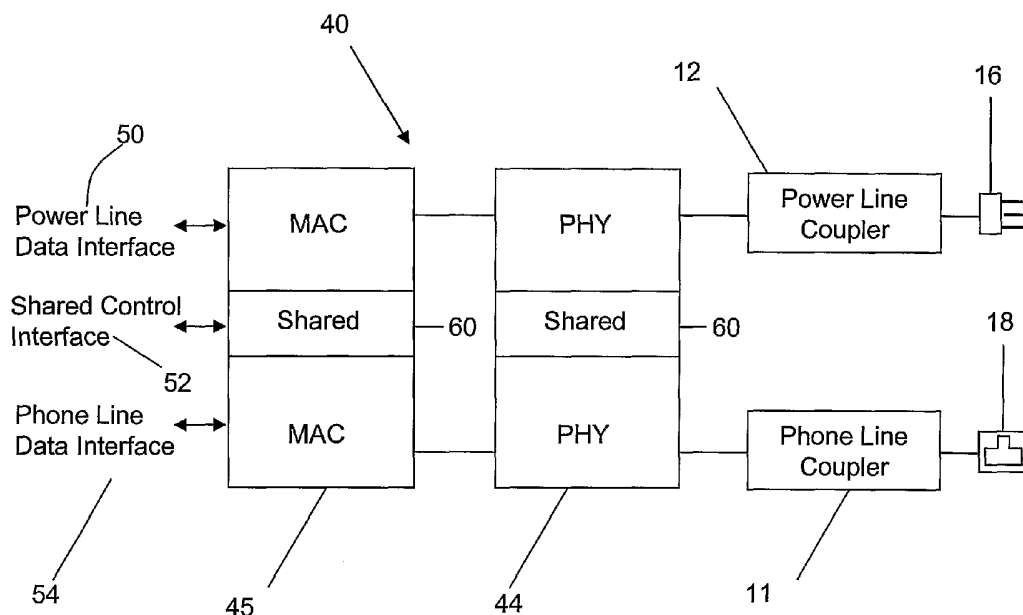 40
12
16
50
Power Line
Data Interface
MAC
PHY
Power Line
Coupler
Shared Control
Interface
Shared
60
Shared
60
18
52
Phone Line
Data Interface
MAC
PHY
Phone Line
Coupler
54
45
44
11